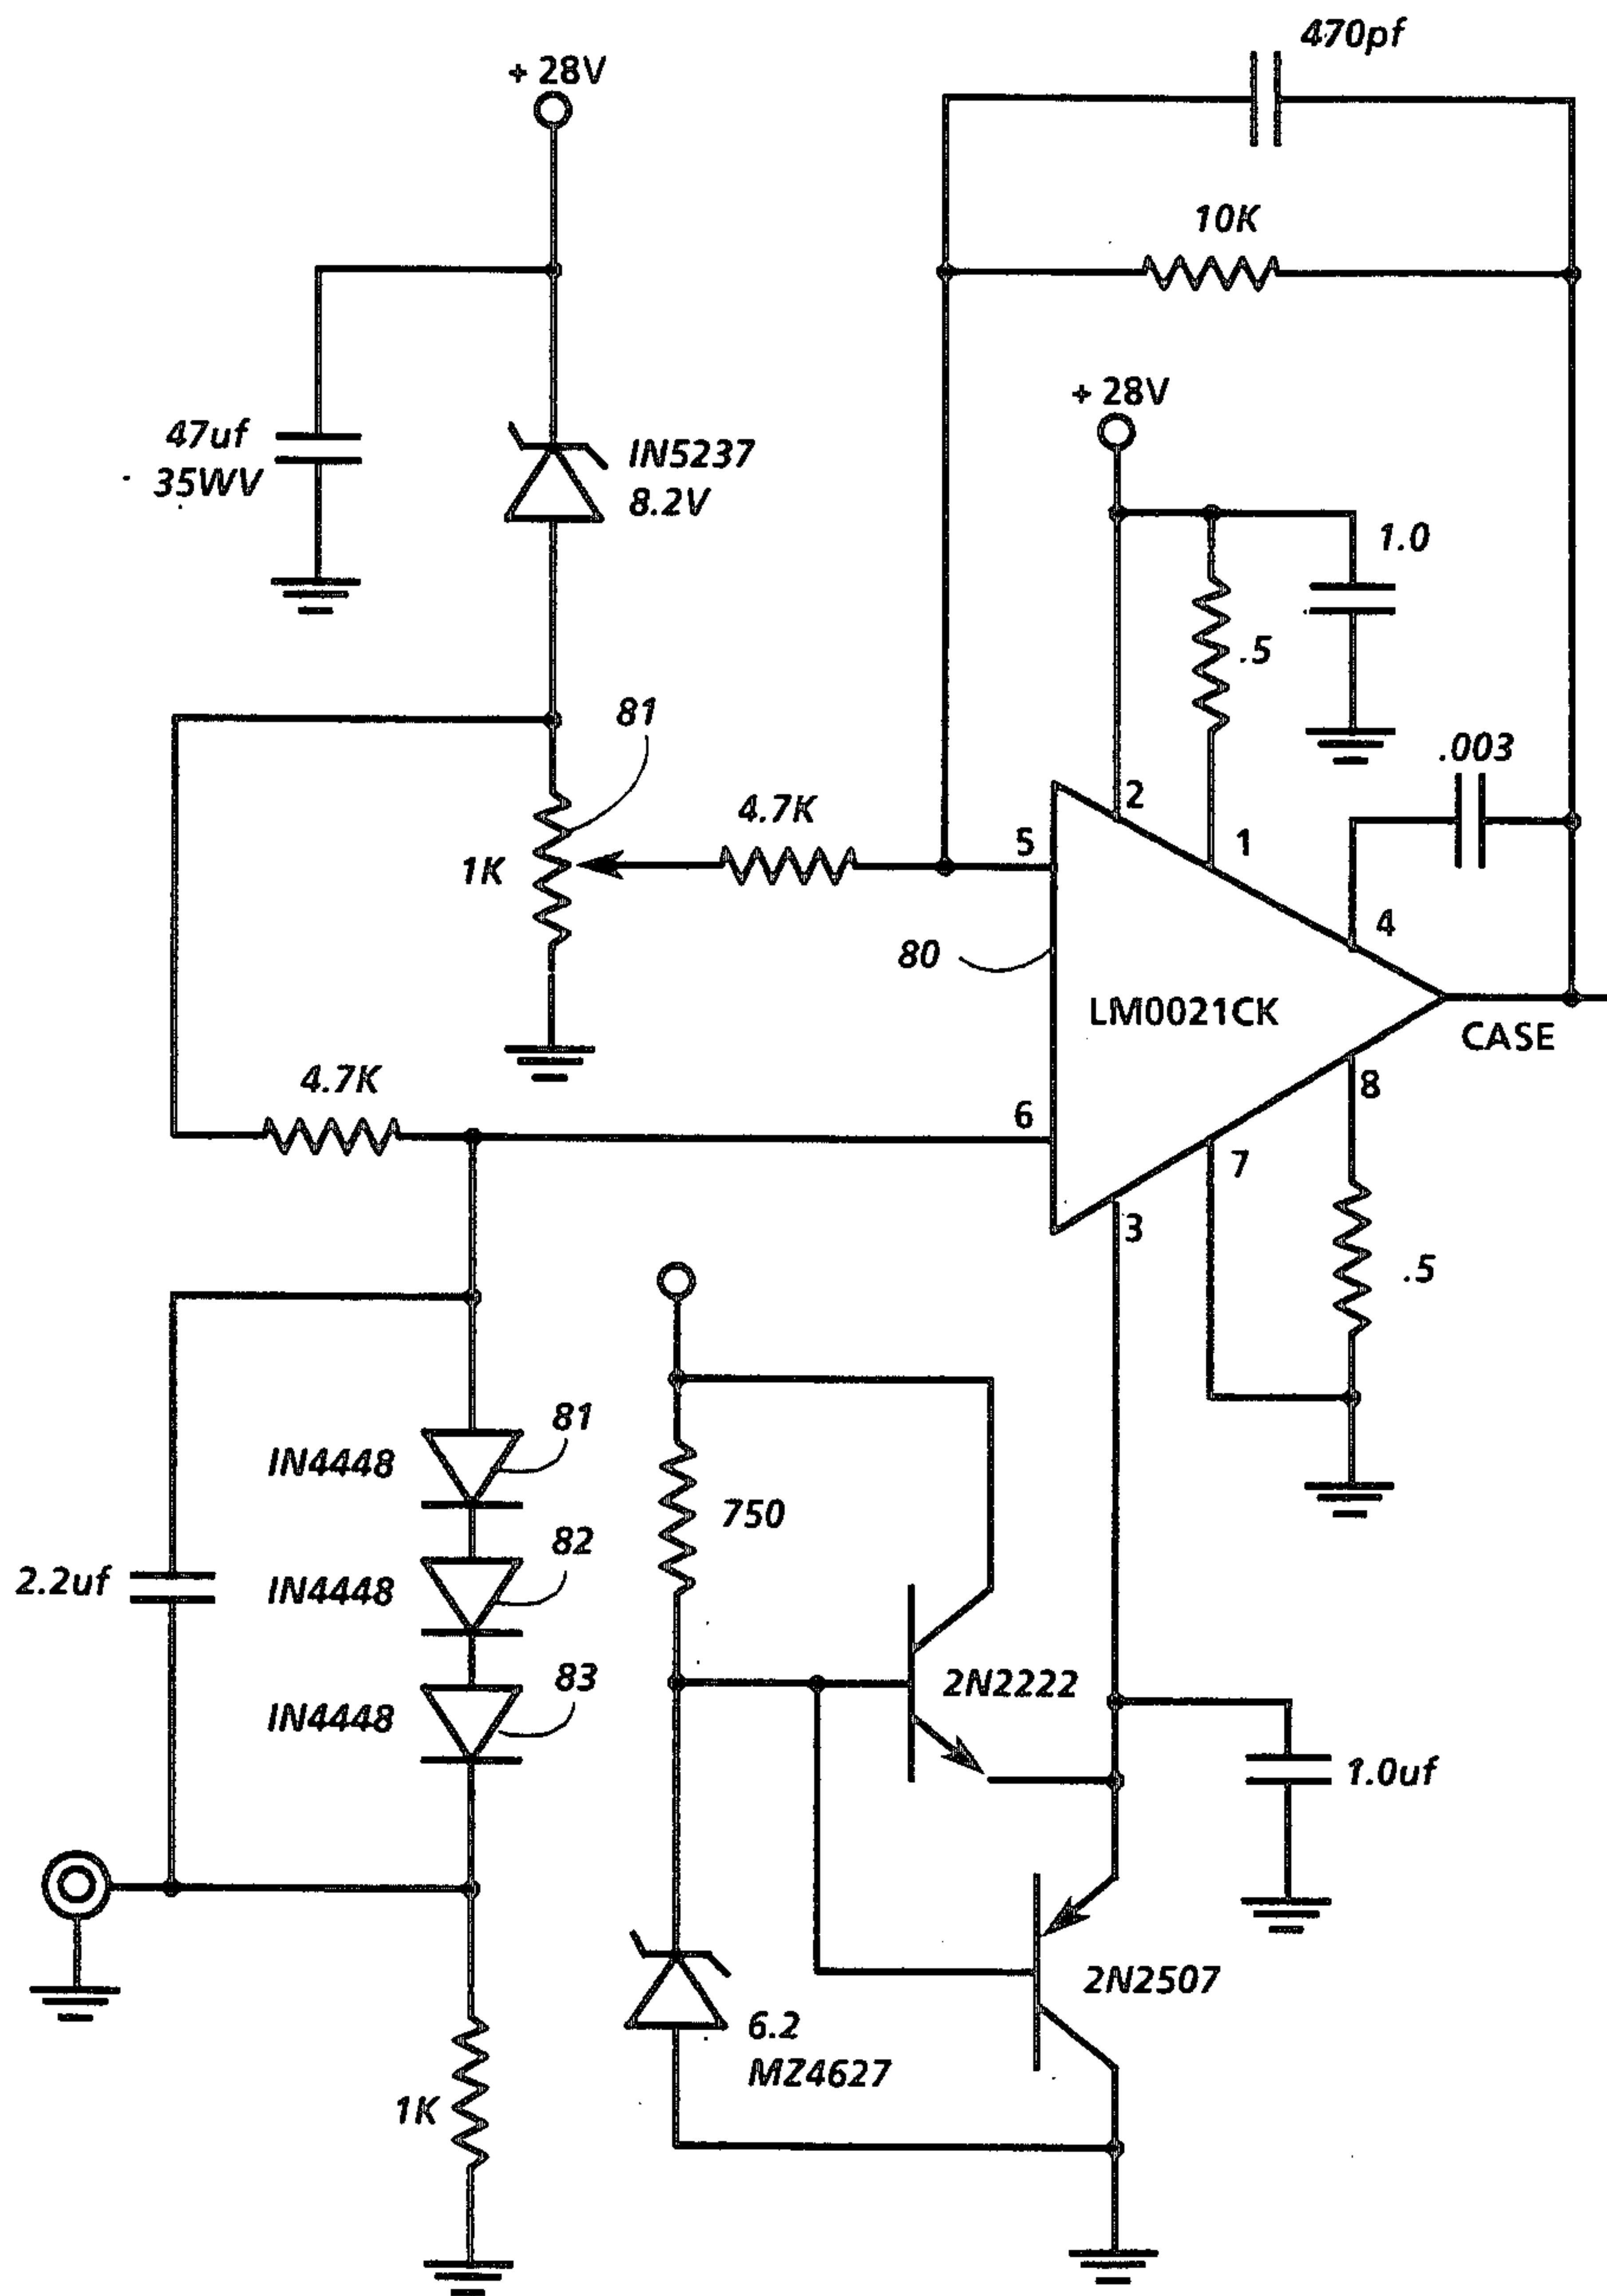 470pf
+ 28V
10K
+ 28V
47uf
35WV
IN5237
8.2V
1.0
.5
81
.003
2
4.7K
5
1
1K
4
80
LM0021CK
CASE
4.7K
8
6
7
3
.5
81
IN4448
750
82
2.2uf
IN4448
83
2N2222
IN4448
1.0uf
2N2507
6.2
MZ4627
1K